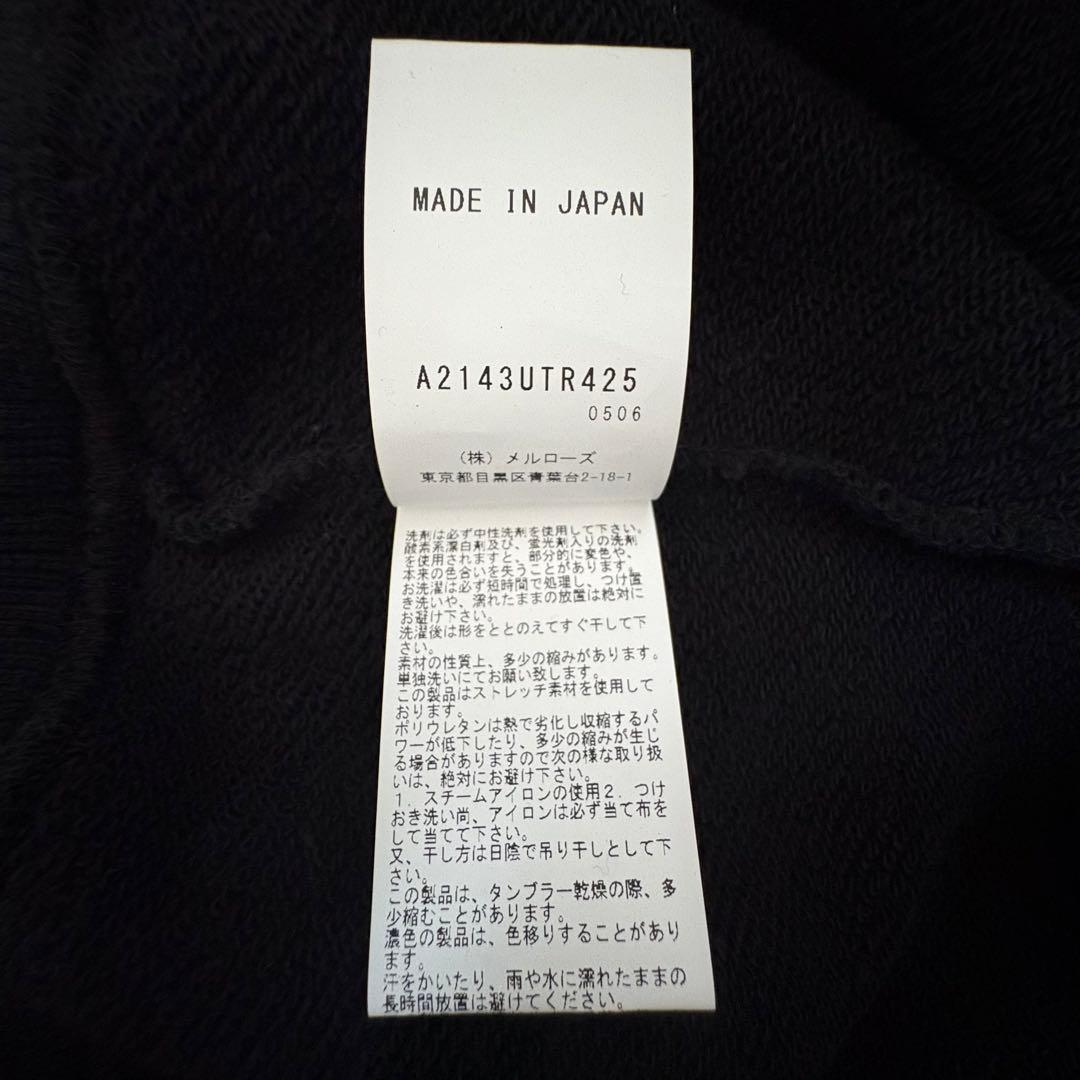 MADE IN JAPAN
A2143UTR425
0506
(株) メルローズ
東京都目黒区青葉台2-18-1
洗剤は必ず中性洗剤を使用して下さい。
酸素系漂白剤及び、蛍光剤入りの洗剤
を使用されますと、部分的に変色や、
本来の色合いを失うことがあります。
お洗濯は必ず短時間で処理し、つけ置
き洗いや、濡れたままの放置は絶対に
お避け下さい。
洗濯後は形をととのえてすぐ干して下
さい。
素材の性質上、多少の縮みがあります。
単独洗いにてお願い致します。
この製品はストレッチ素材を使用して
おります。
ポリウレタンは熱で劣化し収縮するパ
ワーが低下したり、多少の縮みが生じ
る場合がありますので次の様な取り扱
いは、絶対にお避け下さい。
1．スチームアイロンの使用2．つけ
おき洗い尚、アイロンは必ず当て布を
して当てて下さい。
又、干し方は日陰で吊り干しとして下
さい。
この製品は、タンブラー乾燥の際、多
少縮むことがあります。
濃色の製品は、色移りすることがあり
ます。
汗をかいたり、雨や水に濡れたままの
長時間放置は避けてください。